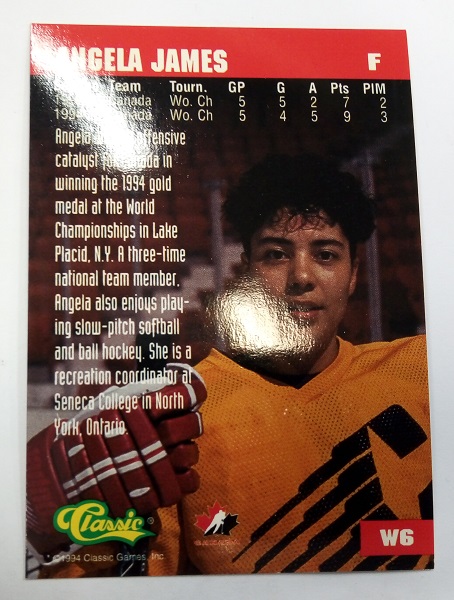 ANGELA JAMES F
Team Tourn. GP G A Pts PIM
Canada Wo. Ch 5 5 2 7 2
Wo. Ch 5 4 5 9 3
Angela offensive
catalyst for Canada in
winning the 1994 gold
medal at the World
Championships in Lake
Placid, N.Y. A three-time
national team member,
Angela also enjoys play-
ing slow-pitch softball
and ball hockey. She is a
recreation coordinator at
Seneca College in North
York, Ontario.
Classic®
* ©1994 Classic Games, Inc.
W6